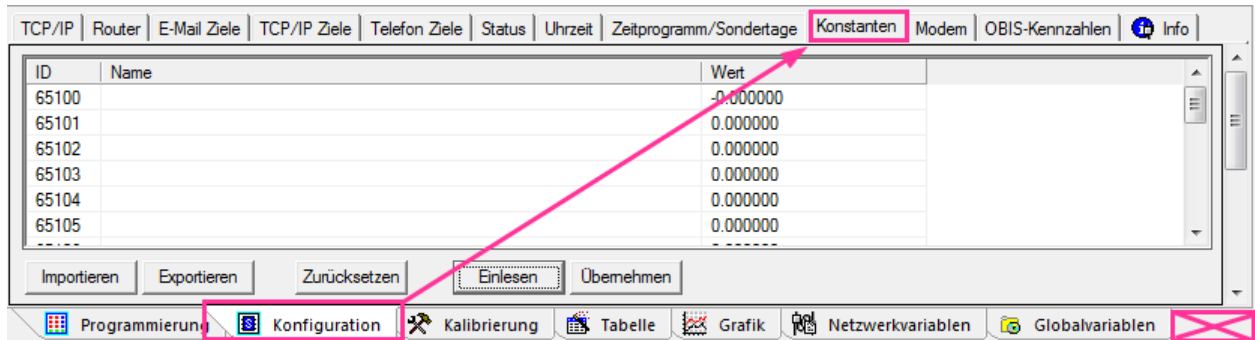 TCP/IP Router E-Mail Ziele TCP/IP Ziele Telefon Ziele Status Uhrzeit Zeitprogramm/Sondertage Konstanten Modem OBIS-Kennzahlen Info
ID Name Wert
65100 -0.000000
65101 0.000000
65102 0.000000
65103 0.000000
65104 0.000000
65105 0.000000
Importieren Exportieren Zurücksetzen Einlesen Übernehmen
Programmierung Konfiguration Kalibrierung Tabelle Grafik Netzwerkvariablen Globalvariablen